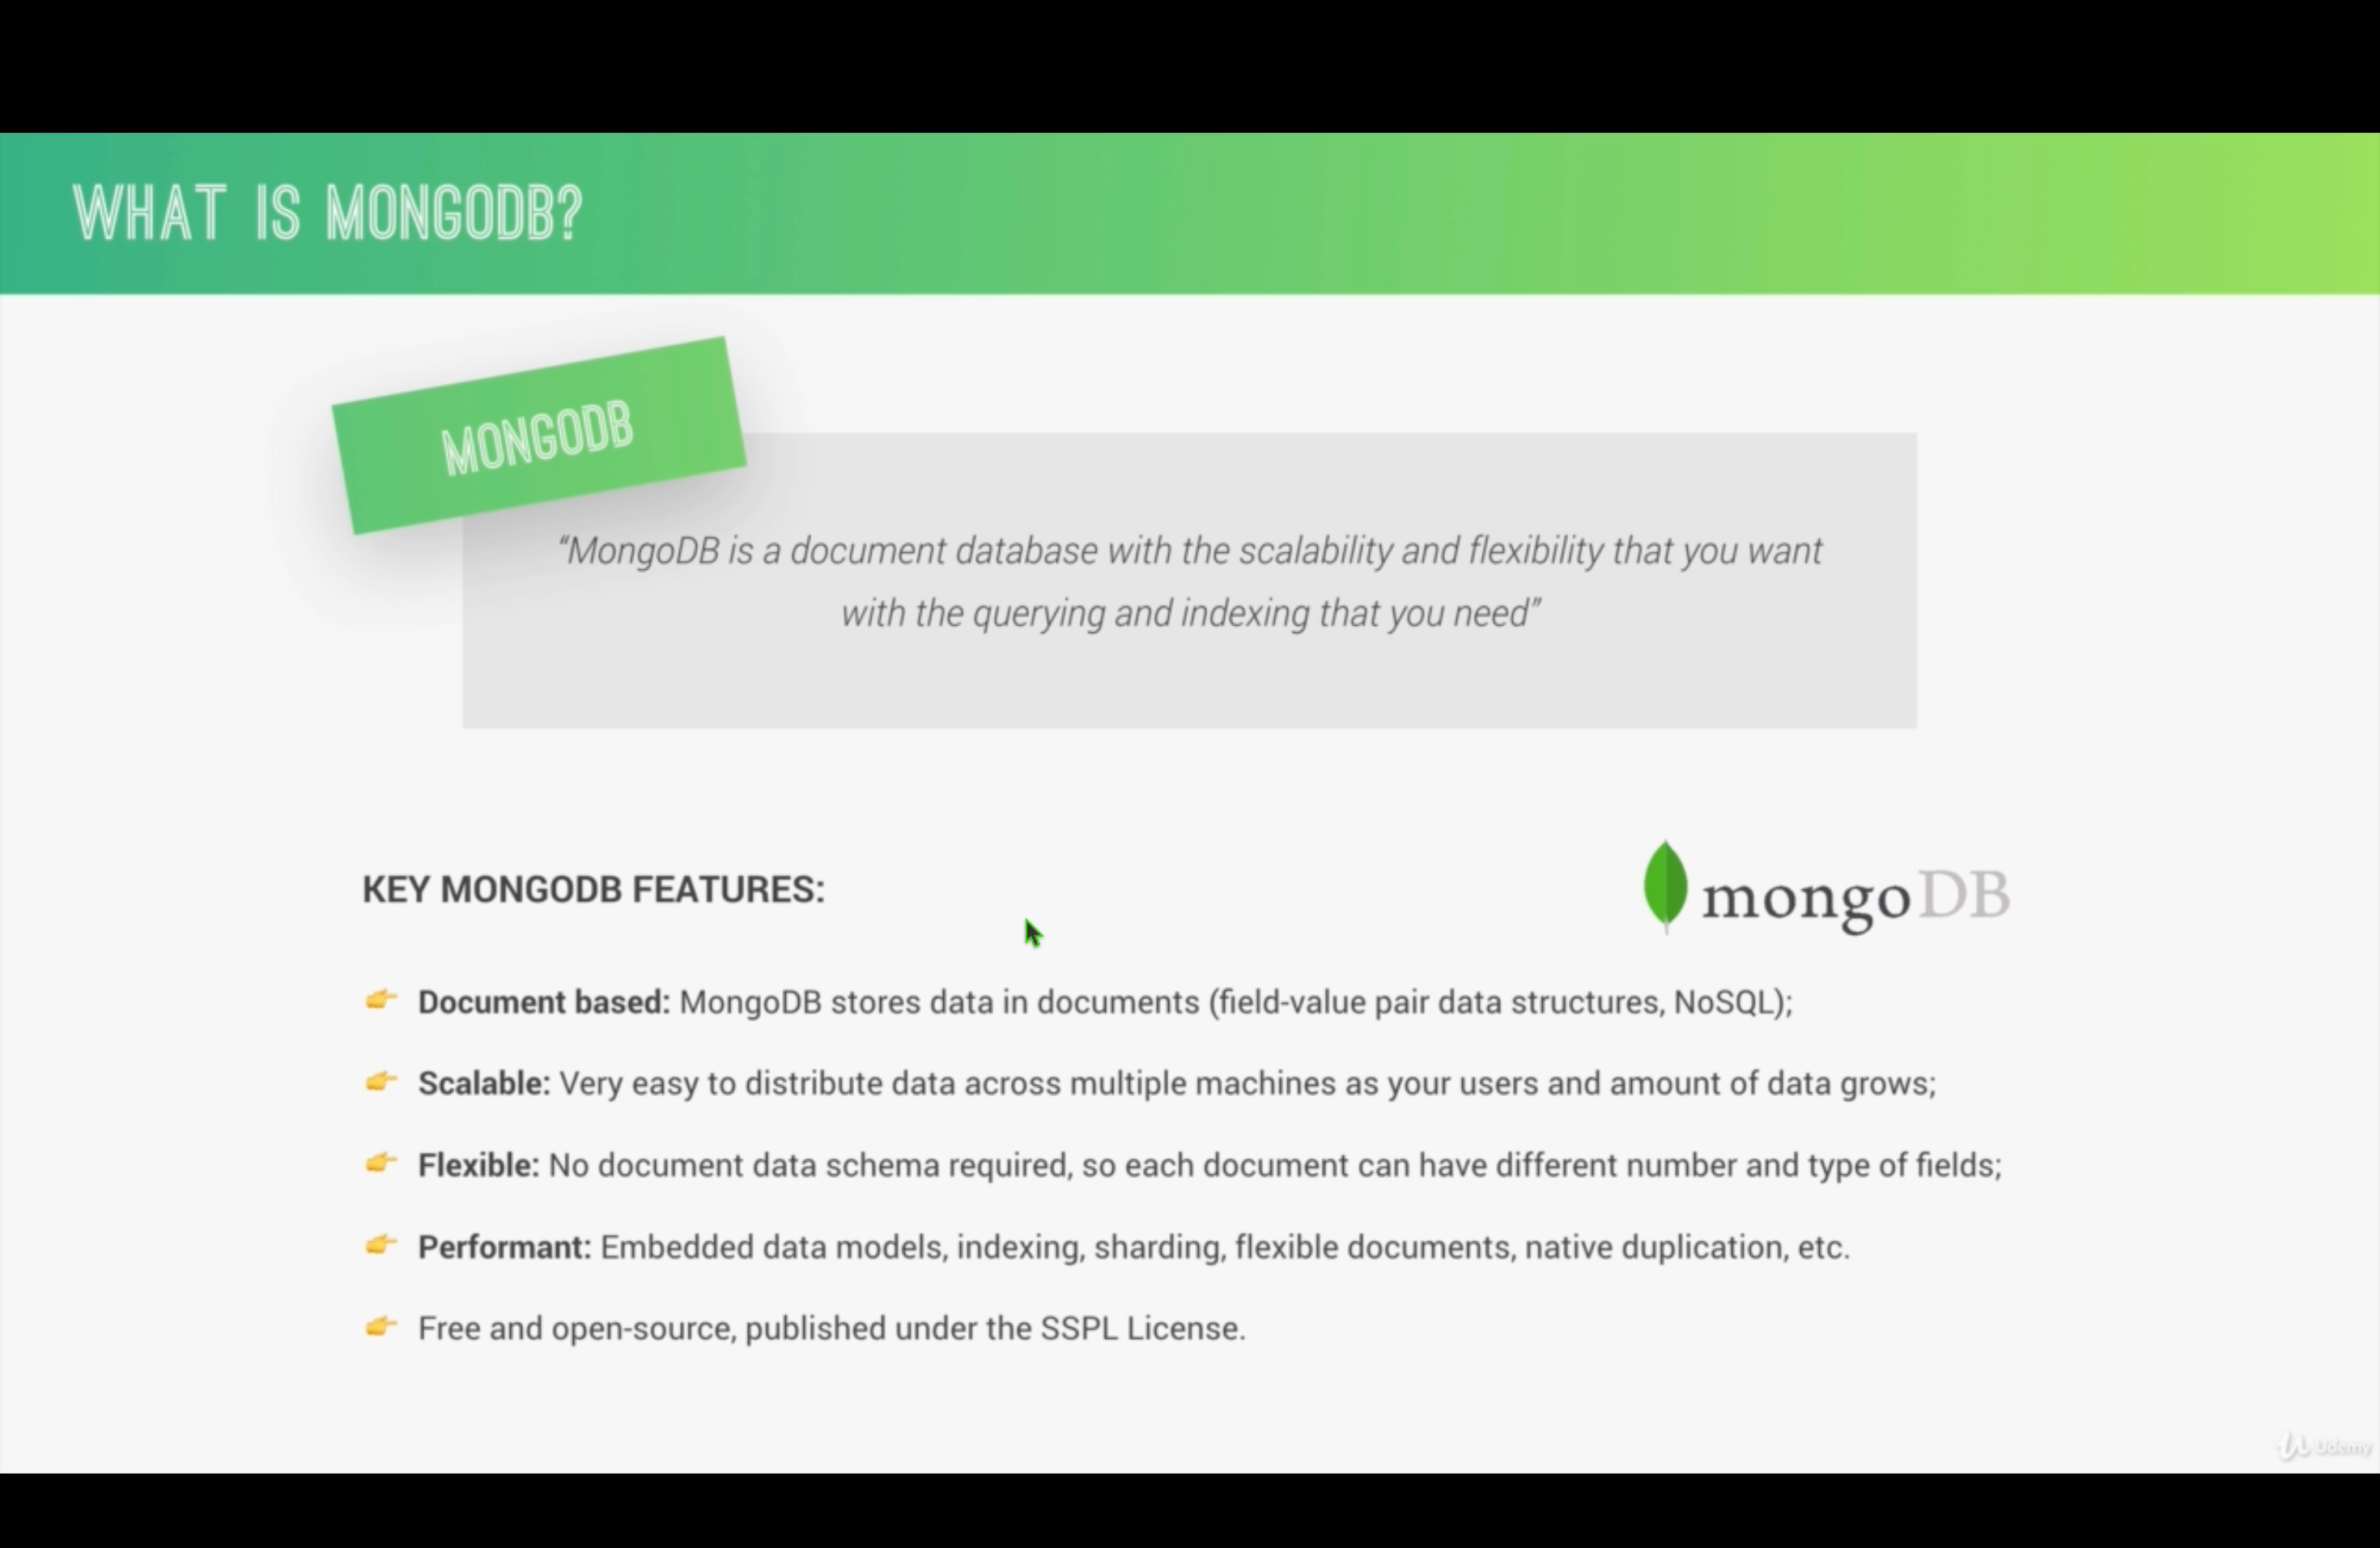 WHAT IS MONGODB?
MONGODB
“MongoDB is a document database with the scalability and flexibility that you want
with the querying and indexing that you need”
KEY MONGODB FEATURES:
mongoDB
👉 Document based: MongoDB stores data in documents (field-value pair data structures, NoSQL);
👉 Scalable: Very easy to distribute data across multiple machines as your users and amount of data grows;
👉 Flexible: No document data schema required, so each document can have different number and type of fields;
👉 Performant: Embedded data models, indexing, sharding, flexible documents, native duplication, etc.
👉 Free and open-source, published under the SSPL License.
Udemy